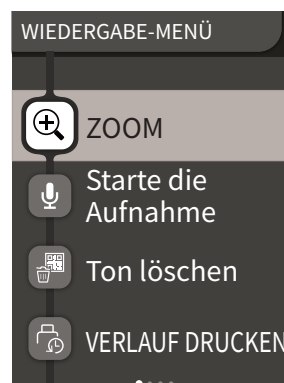 WIEDERGABE-MENÜ
ZOOM
Starte die
Aufnahme
Ton löschen
VERLAUF DRUCKEN